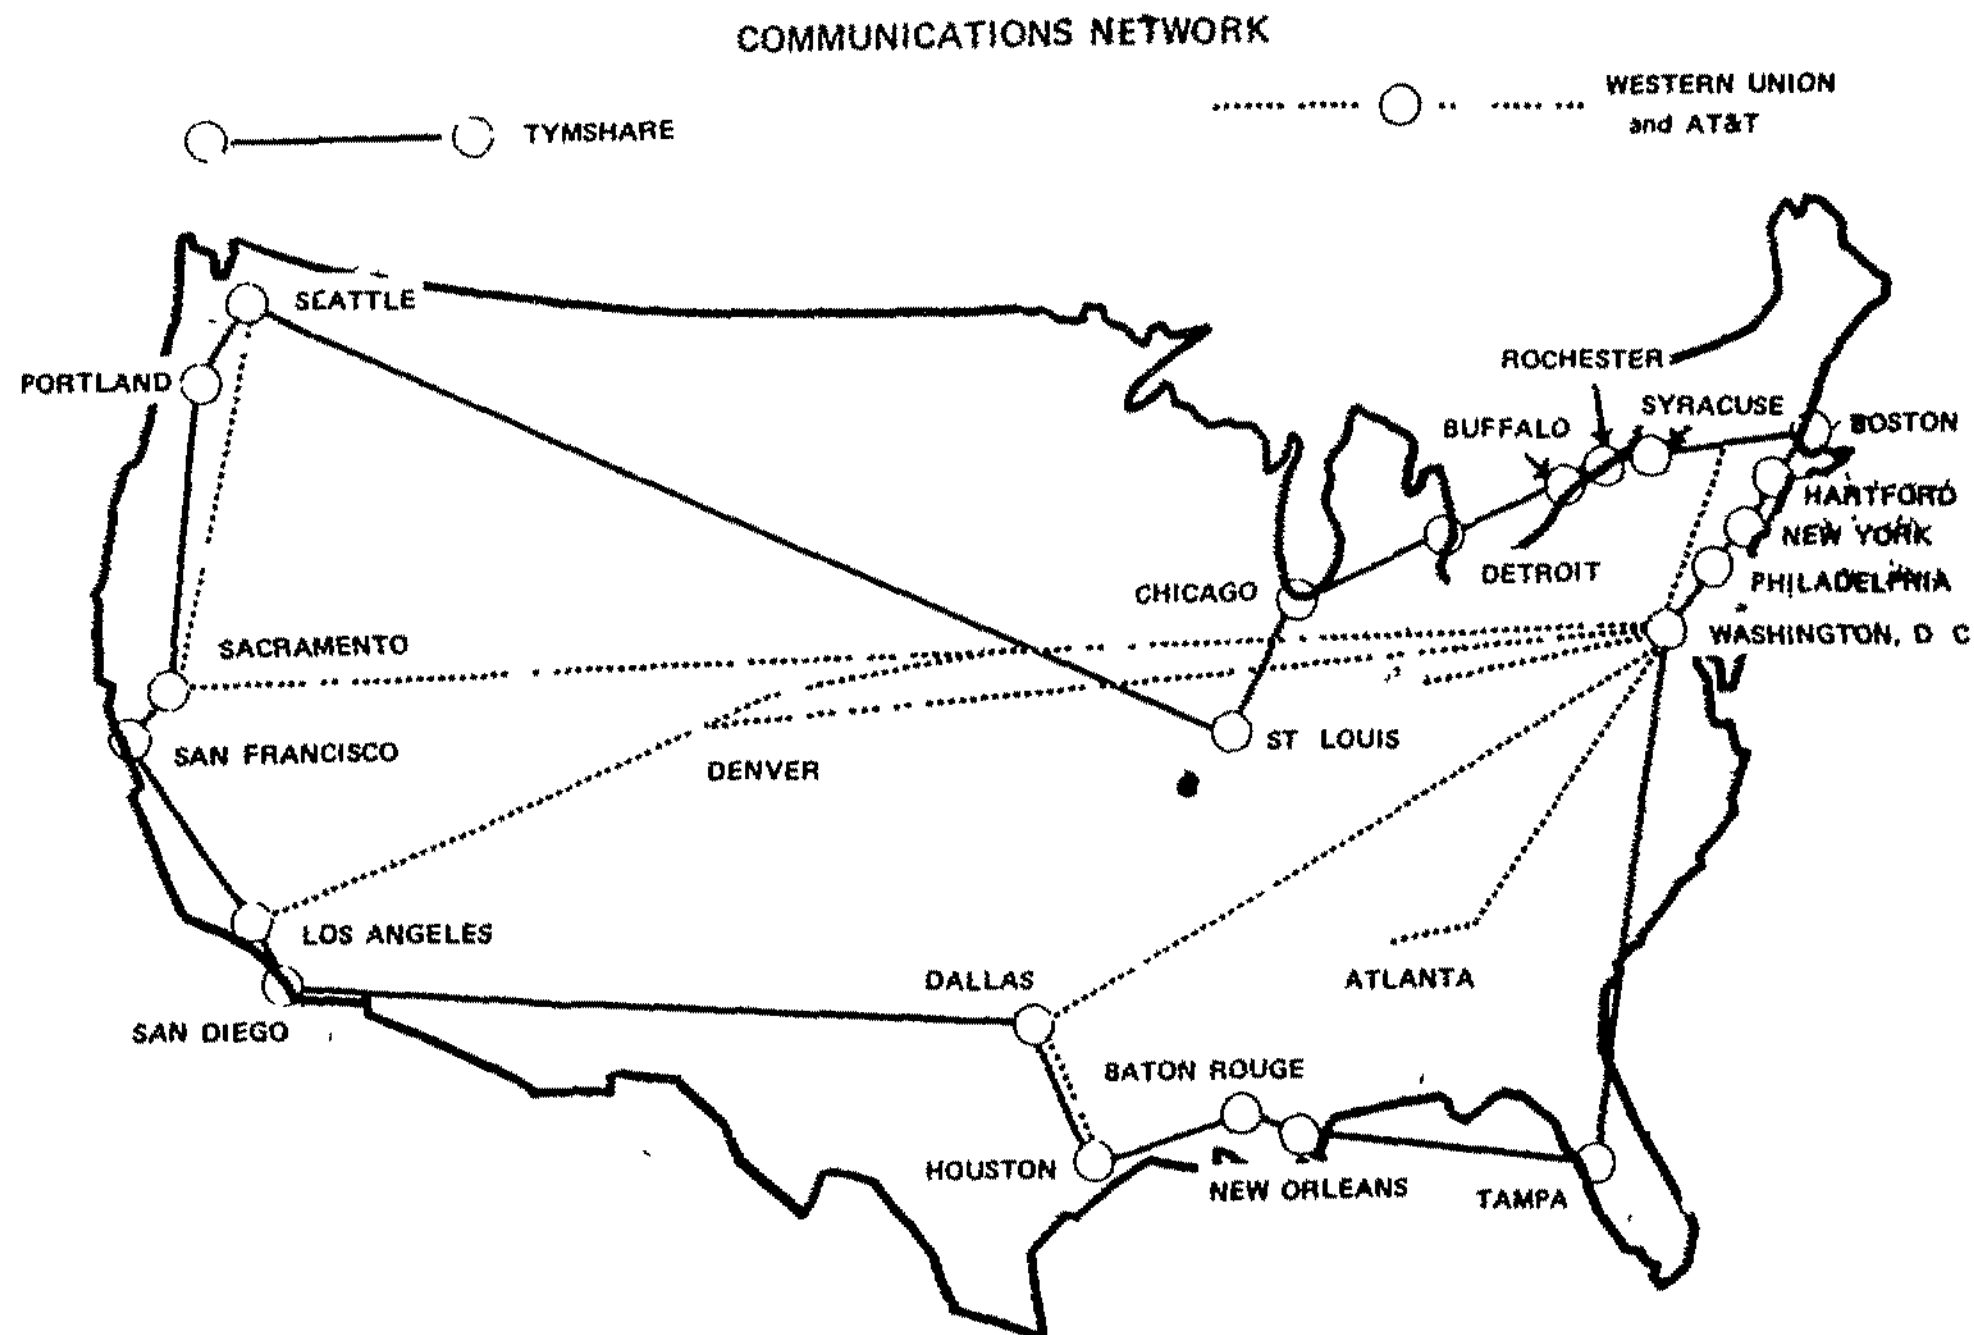 COMMUNICATIONS NETWORK
TYMSHARE
WESTERN UNION
and AT&T
SEATTLE
PORTLAND
ROCHESTER
SYRACUSE
BUFFALO
BOSTON
HARTFORD
NEW YORK
DETROIT
PHILADELPHIA
CHICAGO
WASHINGTON, D C
SACRAMENTO
SAN FRANCISCO
ST LOUIS
DENVER
LOS ANGELES
DALLAS
ATLANTA
SAN DIEGO
BATON ROUGE
HOUSTON
NEW ORLEANS
TAMPA